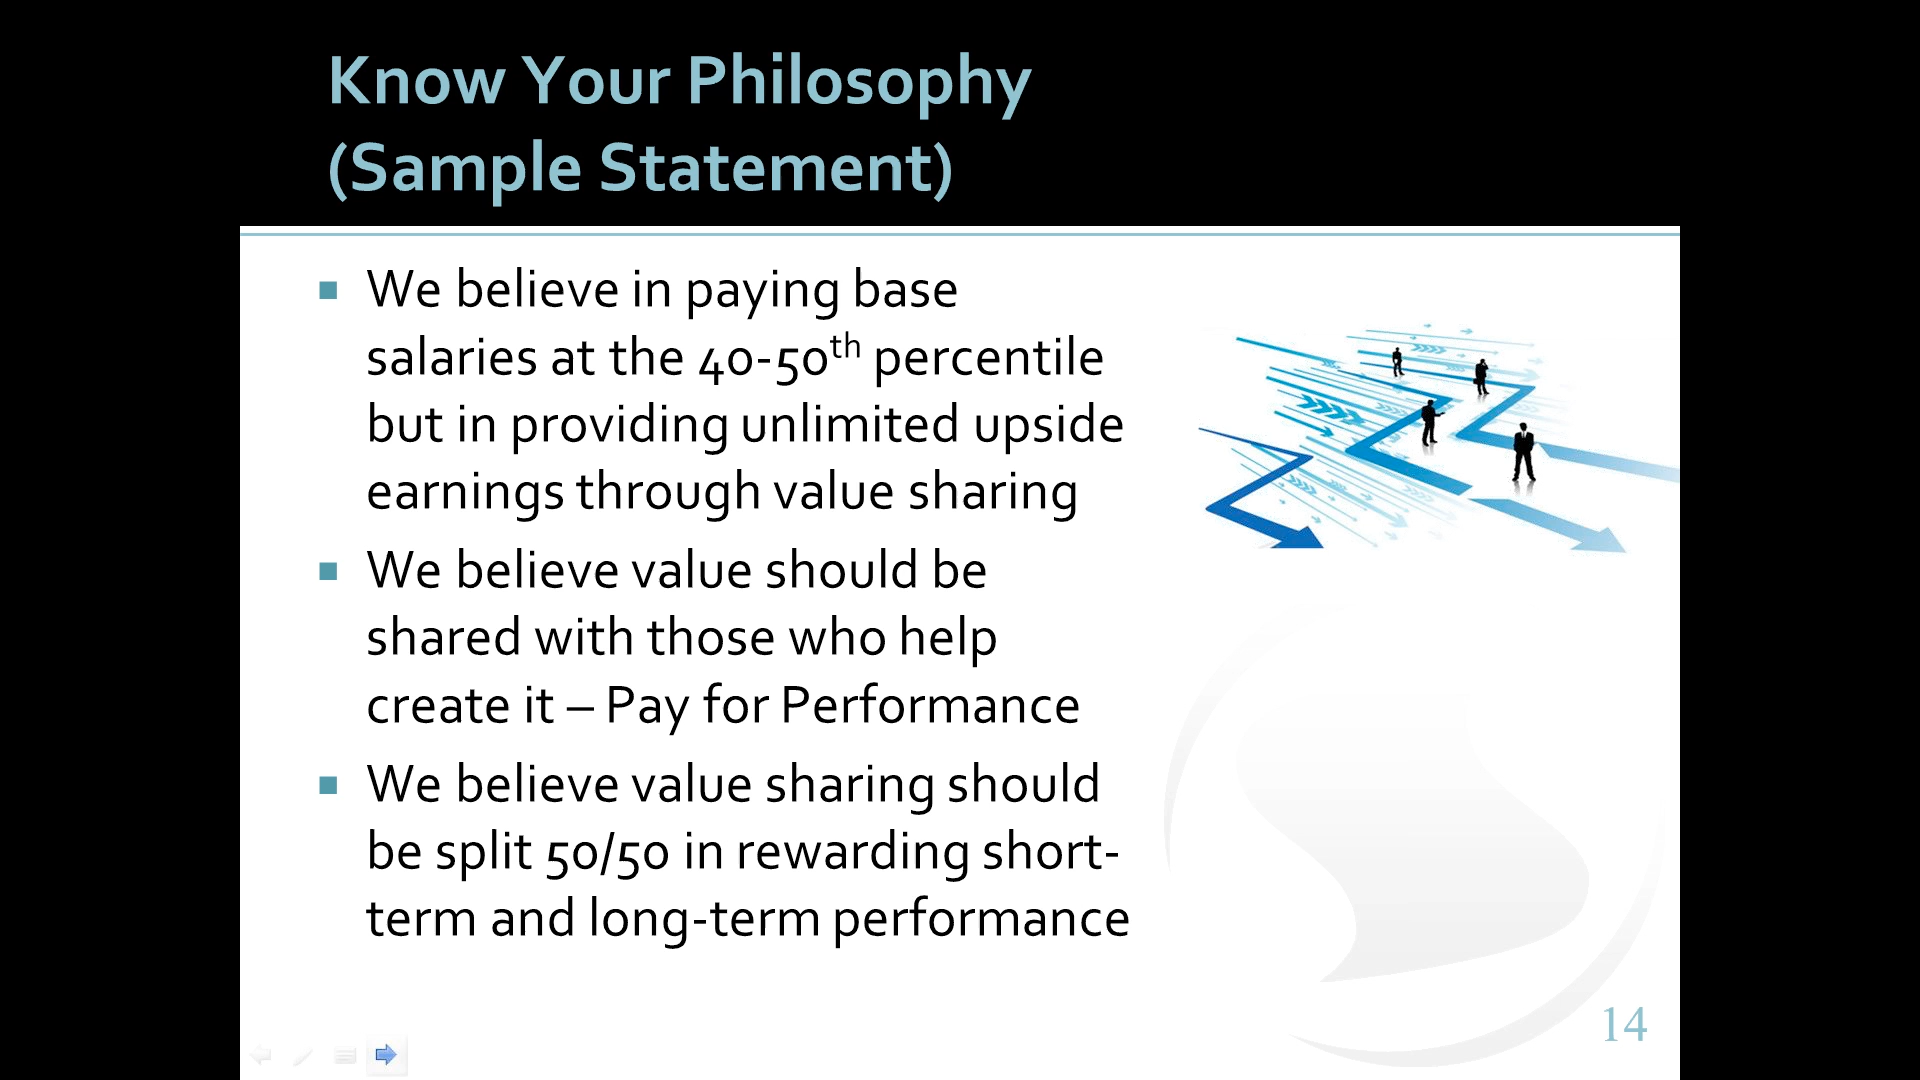 Know Your Philosophy
(Sample Statement)
▪ We believe in paying base
salaries at the 40-50th percentile
but in providing unlimited upside
earnings through value sharing
▪ We believe value should be
shared with those who help
create it – Pay for Performance
▪ We believe value sharing should
be split 50/50 in rewarding short-
term and long-term performance
14